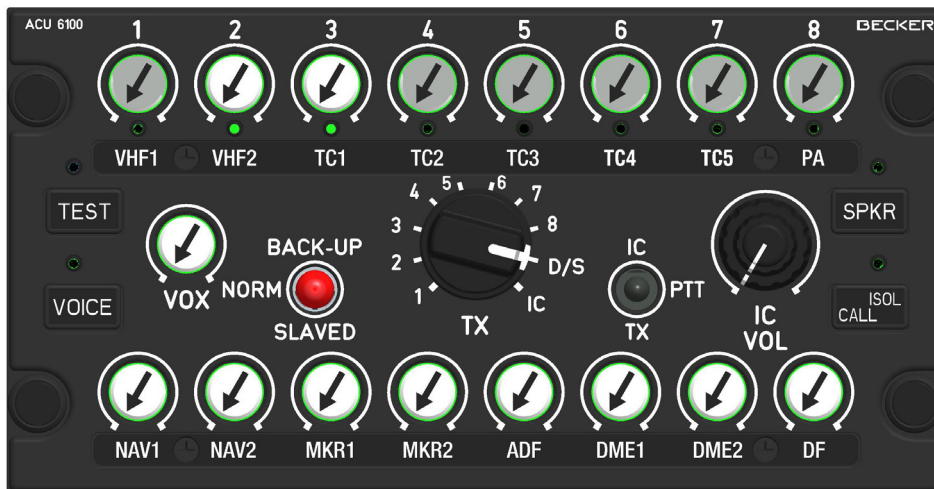 ACU 6100 1 2 3 4 5 6 7 8 BECKER
VHF1 VHF2 TC1 TC2 TC3 TC4 TC5 PA
TEST
VOICE
VOX
BACK-UP
NORM
SLAVED
1 2 3 4 5 6 7 8 D/S IC
TX
IC
PTT
TX
IC
VOL
SPKR
ISOL
CALL
NAV1 NAV2 MKR1 MKR2 ADF DME1 DME2 DF